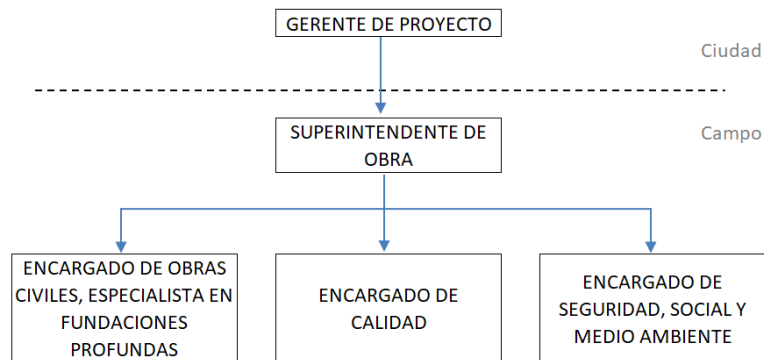 GERENTE DE PROYECTO
Ciudad
SUPERINTENDENTE DE
OBRA
Campo
ENCARGADO DE OBRAS
CIVILES, ESPECIALISTA EN
FUNDACIONES
PROFUNDAS
ENCARGADO DE
CALIDAD
ENCARGADO DE
SEGURIDAD, SOCIAL Y
MEDIO AMBIENTE